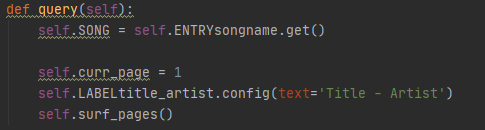 def query(self):
self.SONG = self.ENTRYsongname.get()
self.curr_page = 1
self.LABELtitle_artist.config(text='Title - Artist')
self.surf_pages()